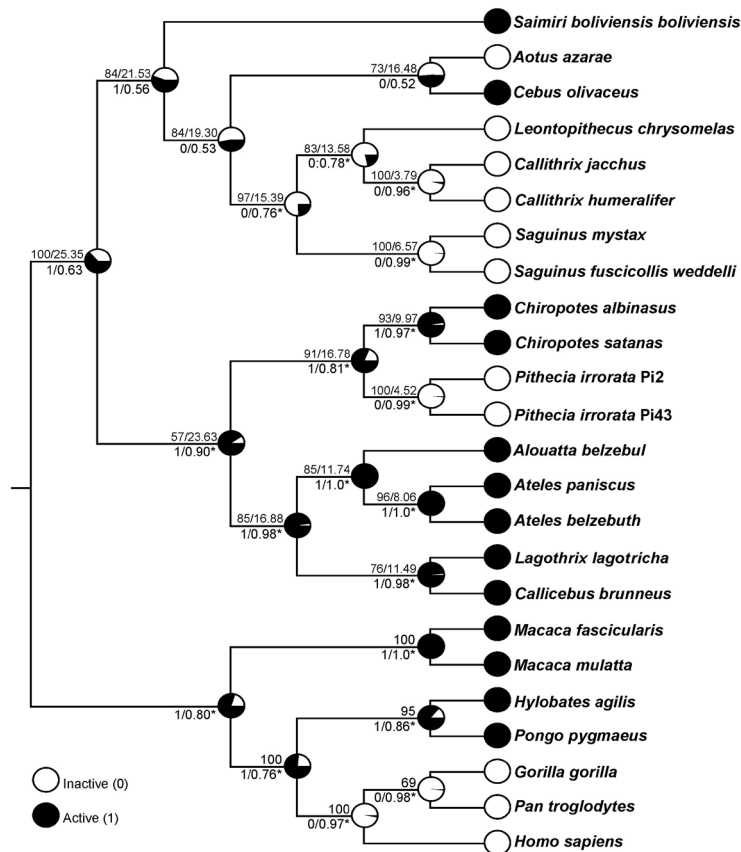 Saimiri boliviensis boliviensis
84/21.53
1/0.56
Aotus azarae
73/16.48
0/0.52
Cebus olivaceus
84/19.30
0/0.53
Leontopithecus chrysomelas
83/13.58
0:0.78*
Callithrix jacchus
100/3.79
0/0.96*
Callithrix humeralifer
97/15.39
0/0.76*
Saguinus mystax
100/6.57
0/0.99*
Saguinus fuscicollis weddelli
100/25.35
1/0.63
Chiropotes albinasus
93/9.97
1/0.97*
Chiropotes satanas
91/16.78
1/0.81*
Pithecia irrorata Pi2
100/4.52
0/0.99*
Pithecia irrorata Pi43
57/23.63
1/0.90*
Alouatta belzebul
85/11.74
1/1.0*
Ateles paniscus
96/8.06
1/1.0*
Ateles belzebuth
85/16.88
1/0.98*
Lagothrix lagotricha
76/11.49
1/0.98*
Callicebus brunneus
Macaca fascicularis
100
1/1.0*
Macaca mulatta
1/0.80*
Hylobates agilis
95
1/0.86*
Pongo pygmaeus
100
1/0.76*
Gorilla gorilla
69
0/0.98*
Pan troglodytes
100
0/0.97*
Homo sapiens
Inactive (0)
Active (1)